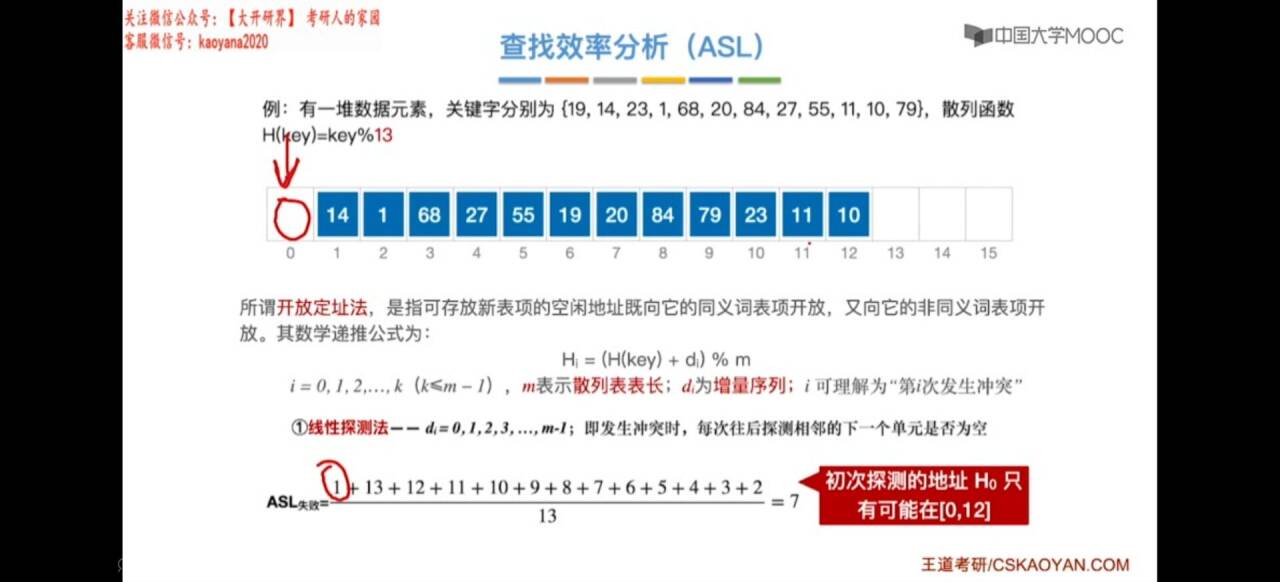 关注微信公众号：【大开研界】 考研人的家园
客服微信号：kaoyana2020
中国大学MOOC
查找效率分析（ASL）
例：有一堆数据元素，关键字分别为 {19, 14, 23, 1, 68, 20, 84, 27, 55, 11, 10, 79}，散列函数
H(key)=key%13
14 1 68 27 55 19 20 84 79 23 11 10
0 1 2 3 4 5 6 7 8 9 10 11 12 13 14 15
所谓开放定址法，是指可存放新表项的空闲地址既向它的同义词表项开放，又向它的非同义词表项开
放。其数学递推公式为：
Hᵢ = (H(key) + dᵢ) % m
i = 0, 1, 2,…, k（k≤m − 1），m表示散列表表长；dᵢ为增量序列；i 可理解为“第i次发生冲突”
①线性探测法—— dᵢ = 0, 1, 2, 3, …, m-1；即发生冲突时，每次往后探测相邻的下一个单元是否为空
1 + 13 + 12 + 11 + 10 + 9 + 8 + 7 + 6 + 5 + 4 + 3 + 2
ASL失败= = 7
13
初次探测的地址 H₀ 只
有可能在[0,12]
王道考研/CSKAOYAN.COM